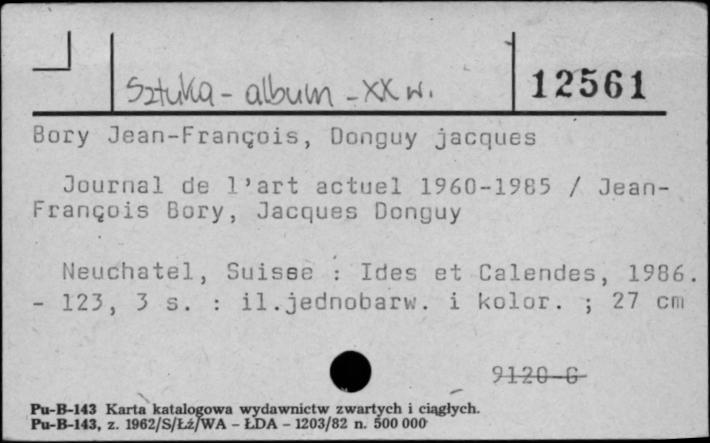 Sztuka - album - XX w.
12561
Bory Jean-François, Donguy jacques
Journal de l'art actuel 1960-1985 / Jean-
François Bory, Jacques Donguy
Neuchatel, Suisse : Ides et Calendes, 1986.
- 123, 3 s. : il.jednobarw. i kolor. ; 27 cm
9120-G
Pu-B-143 Karta katalogowa wydawnictw zwartych i ciągłych.
Pu-B-143, z. 1962/S/Łż/WA - ŁDA - 1203/82 n. 500 000